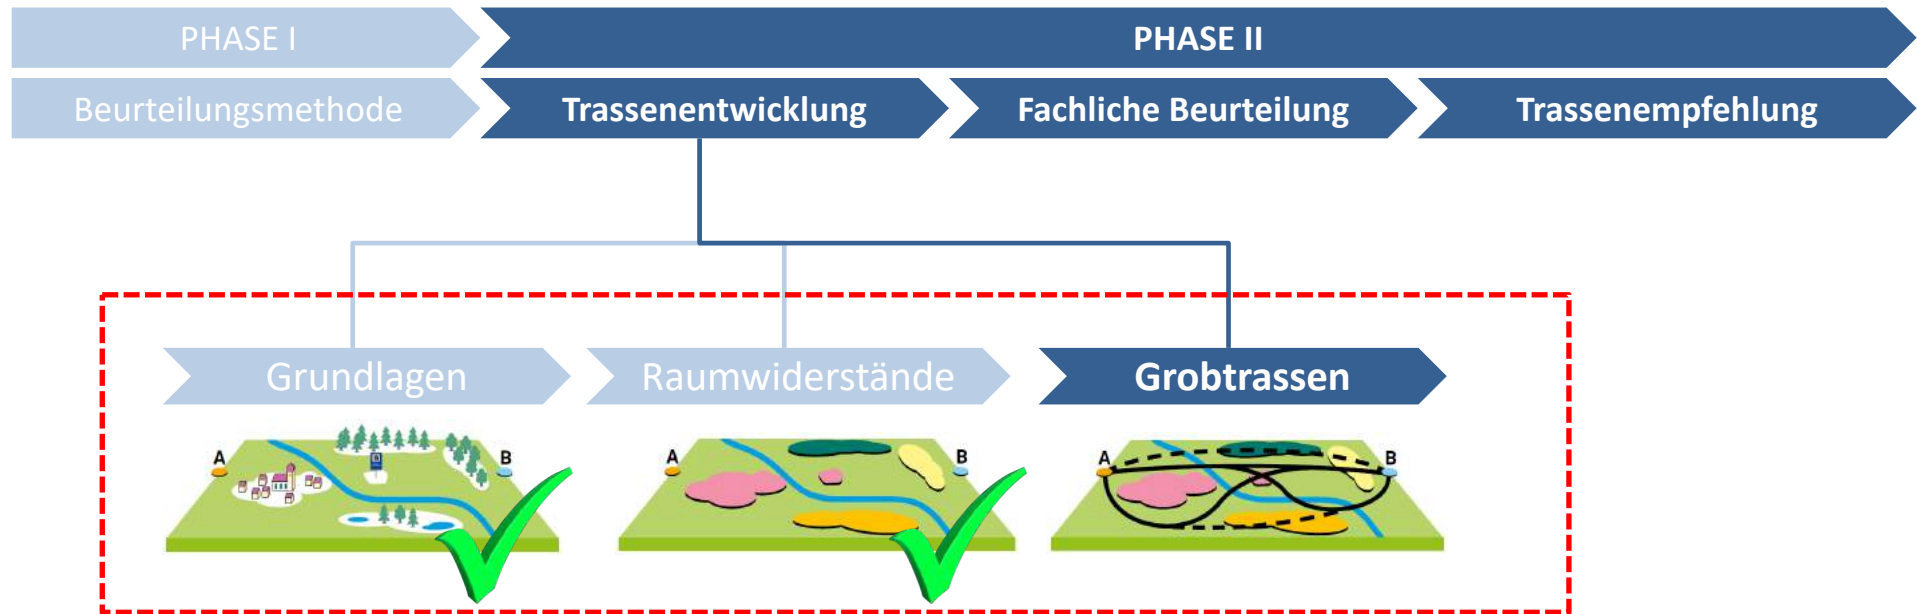 PHASE I
PHASE II
Beurteilungsmethode
Trassenentwicklung
Fachliche Beurteilung
Trassenempfehlung
Grundlagen
Raumwiderstände
Grobtrassen
A
B
A
B
A
B